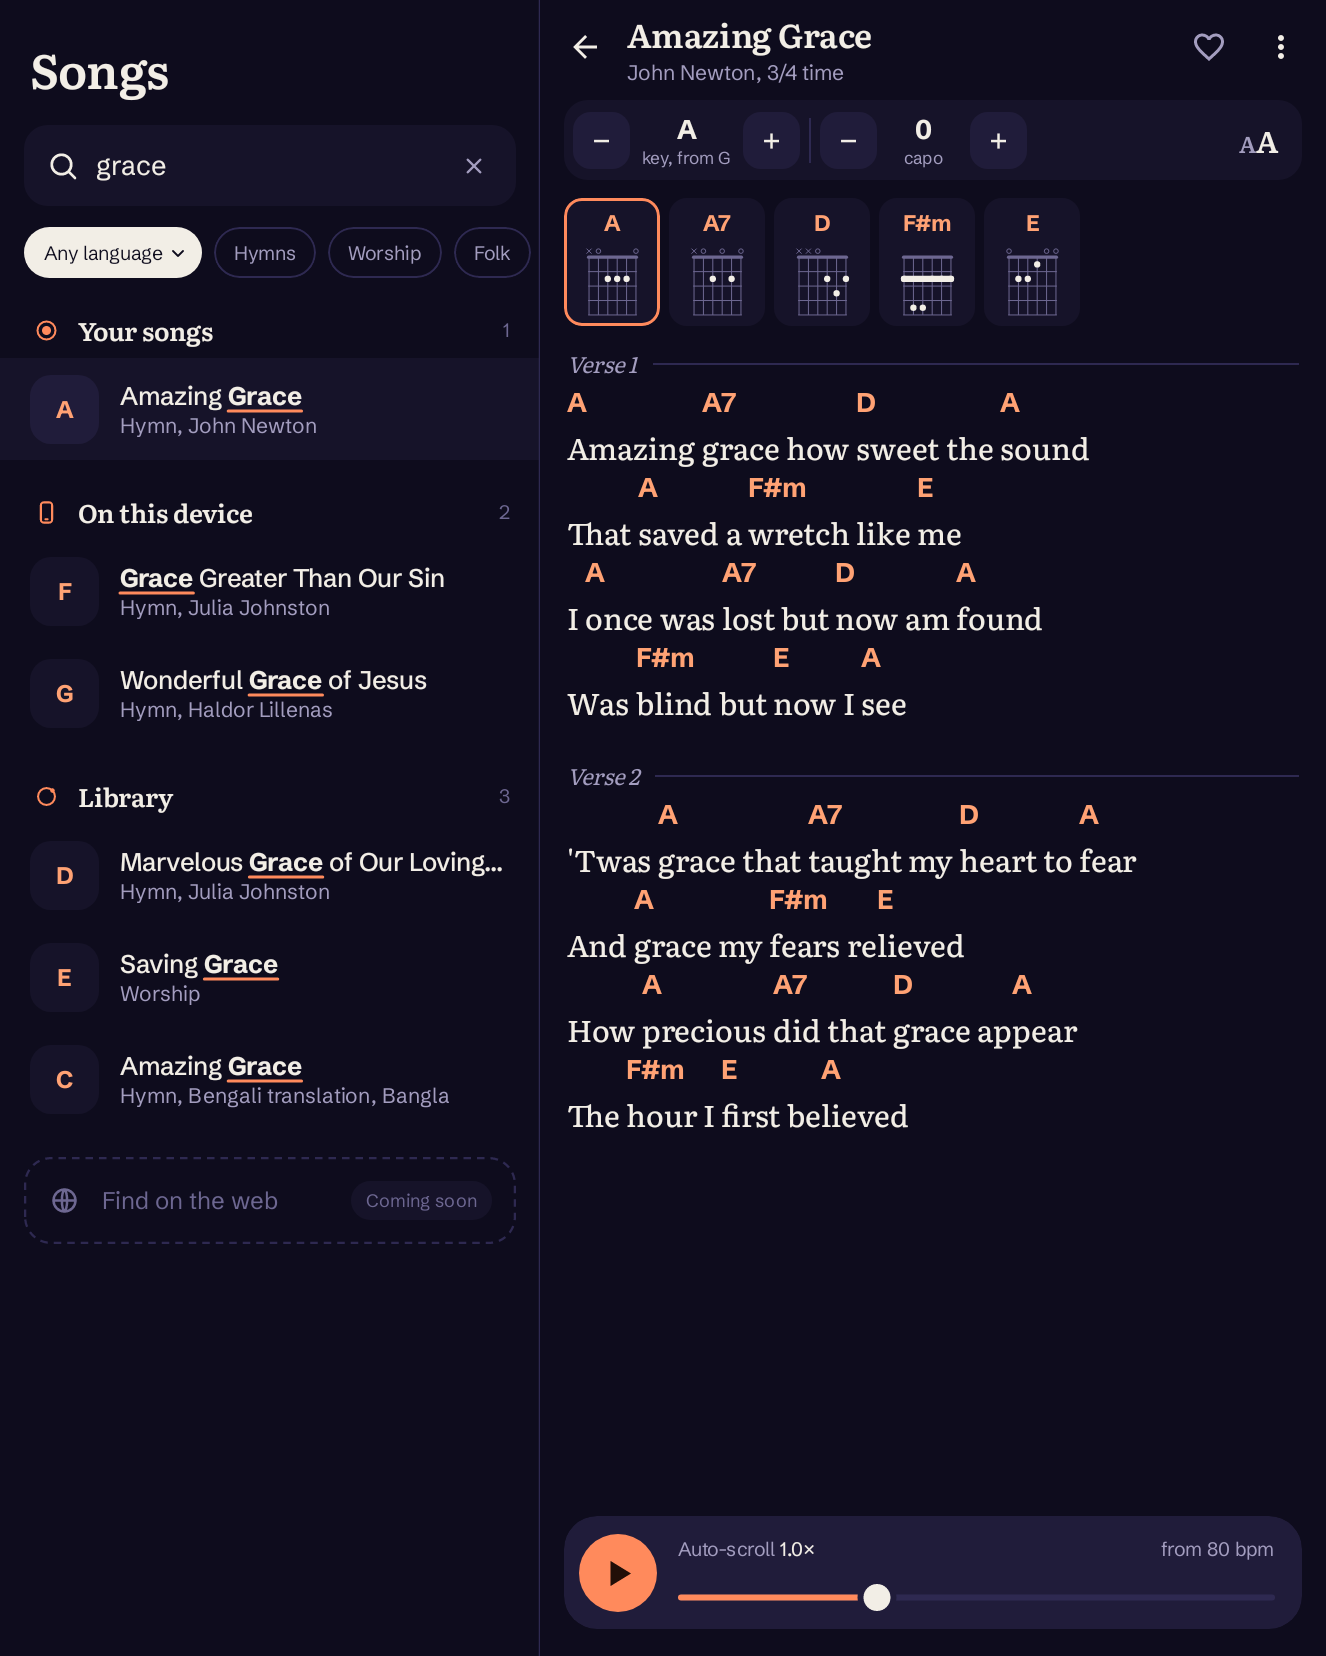 Songs
grace
Any language
Hymns
Worship
Folk
Your songs 1
A
Amazing Grace
Hymn, John Newton
On this device 2
F
Grace Greater Than Our Sin
Hymn, Julia Johnston
G
Wonderful Grace of Jesus
Hymn, Haldor Lillenas
Library 3
D
Marvelous Grace of Our Loving...
Hymn, Julia Johnston
E
Saving Grace
Worship
C
Amazing Grace
Hymn, Bengali translation, Bangla
Find on the web
Coming soon
Amazing Grace
John Newton, 3/4 time
− A + − 0 +
key, from G
capo
AA
A A7 D F#m E
Verse 1
A A7 D A
Amazing grace how sweet the sound
A F#m E
That saved a wretch like me
A A7 D A
I once was lost but now am found
F#m E A
Was blind but now I see
Verse 2
A A7 D A
'Twas grace that taught my heart to fear
A F#m E
And grace my fears relieved
A A7 D A
How precious did that grace appear
F#m E A
The hour I first believed
Auto-scroll 1.0×
from 80 bpm